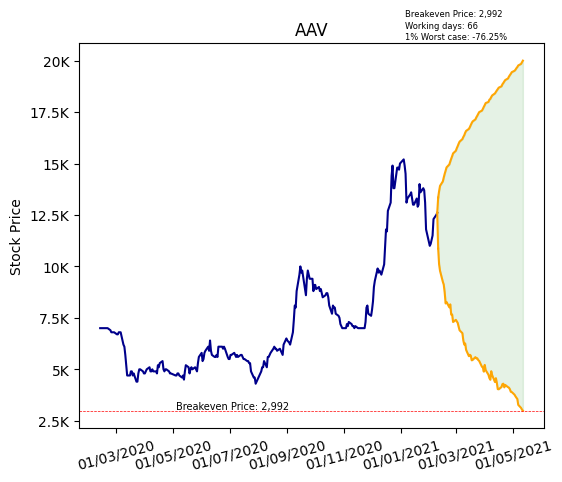 Breakeven Price: 2,992
Working days: 66
1% Worst case: -76.25%
AAV
Stock Price
20K
17.5K
15K
12.5K
10K
7.5K
5K
2.5K
Breakeven Price: 2,992
01/03/2020
01/05/2020
01/07/2020
01/09/2020
01/11/2020
01/01/2021
01/03/2021
01/05/2021